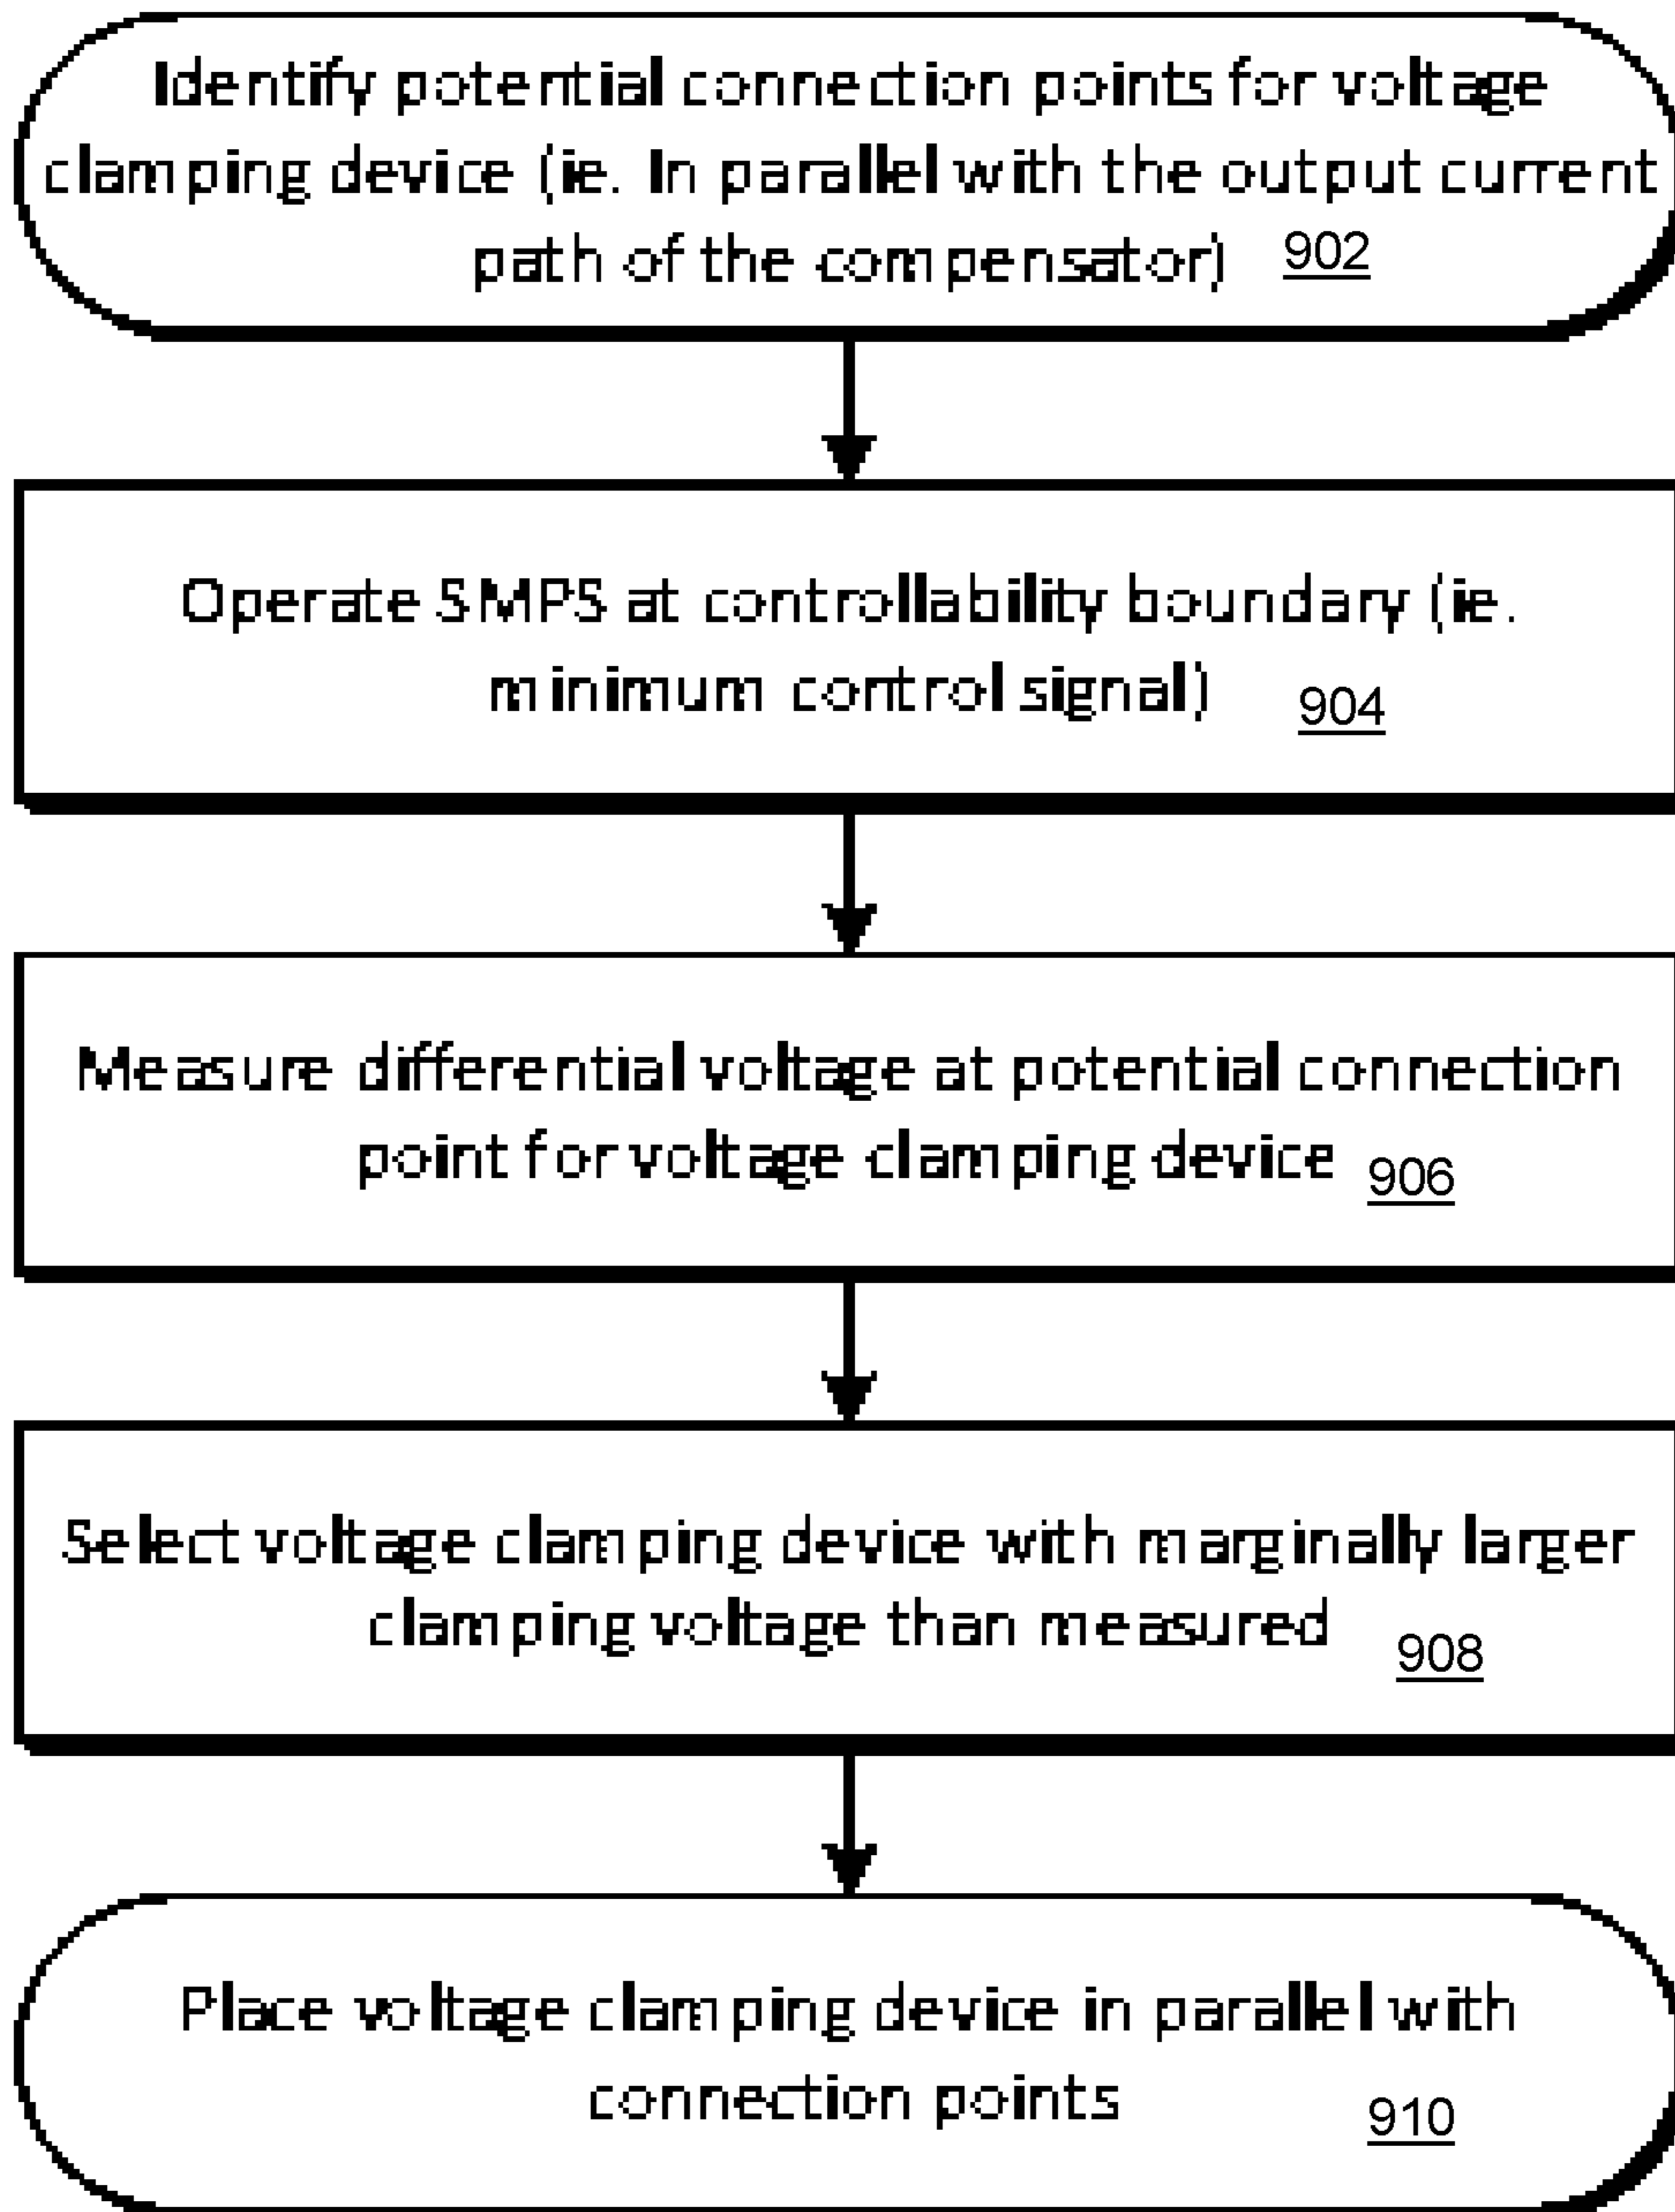 Identify potential connection points for voltage
clamping device (ie. In parallel with the output current
path of the compensator) 902
Operate SMPS at controllability boundary (ie.
minimum control signal) 904
Measure differential voltage at potential connection
point for voltage clamping device 906
Select voltage clamping device with marginally larger
clamping voltage than measured 908
Place voltage clamping device in parallel with
connection points 910